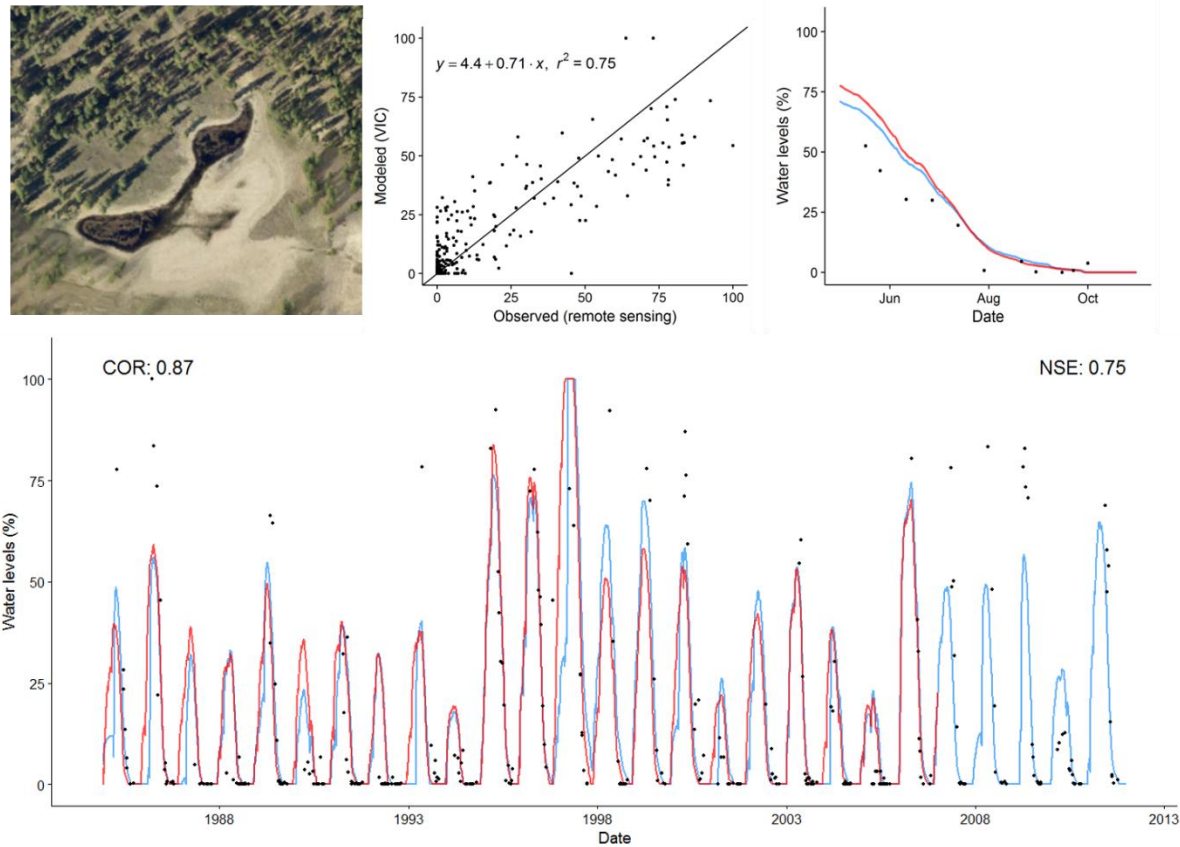 y = 4.4 + 0.71 · x, r² = 0.75
Modeled (VIC)
100
75
50
25
0
0 25 50 75 100
Observed (remote sensing)
Water levels (%)
100
75
50
25
0
Jun Aug Oct
Date
COR: 0.87 NSE: 0.75
Water levels (%)
100
75
50
25
0
1988 1993 1998 2003 2008 2013
Date